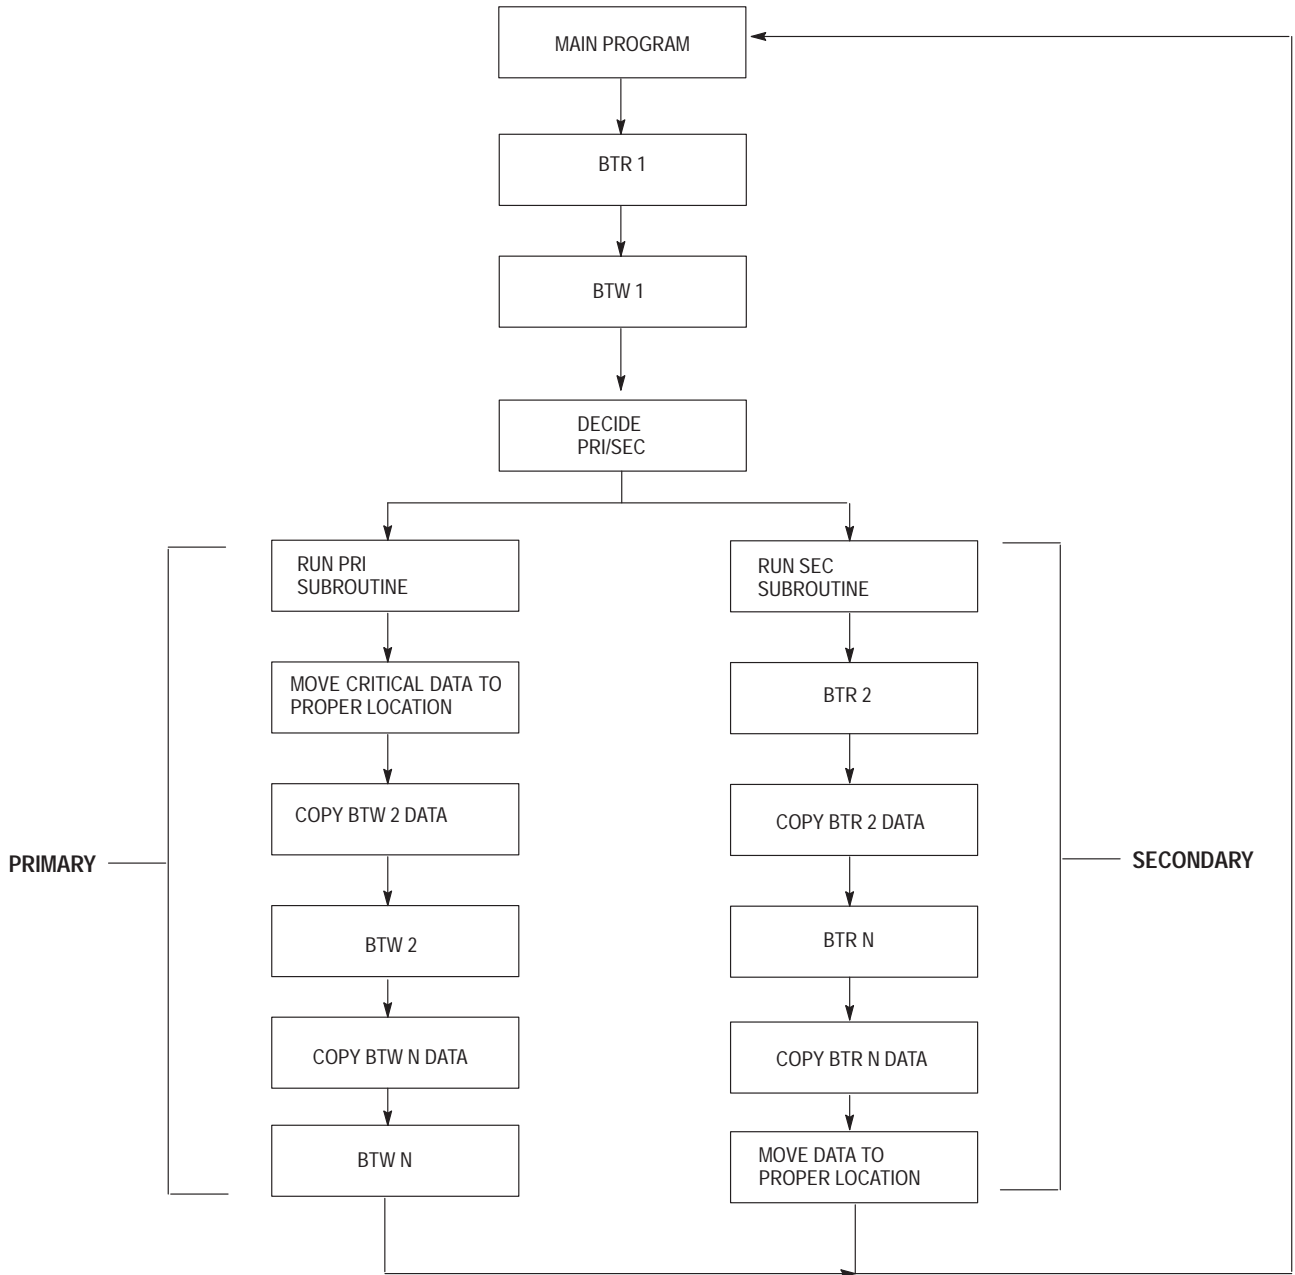 MAIN PROGRAM
BTR 1
BTW 1
DECIDE
PRI/SEC
RUN PRI
SUBROUTINE
MOVE CRITICAL DATA TO
PROPER LOCATION
COPY BTW 2 DATA
BTW 2
COPY BTW N DATA
BTW N
PRIMARY
RUN SEC
SUBROUTINE
BTR 2
COPY BTR 2 DATA
BTR N
COPY BTR N DATA
MOVE DATA TO
PROPER LOCATION
SECONDARY